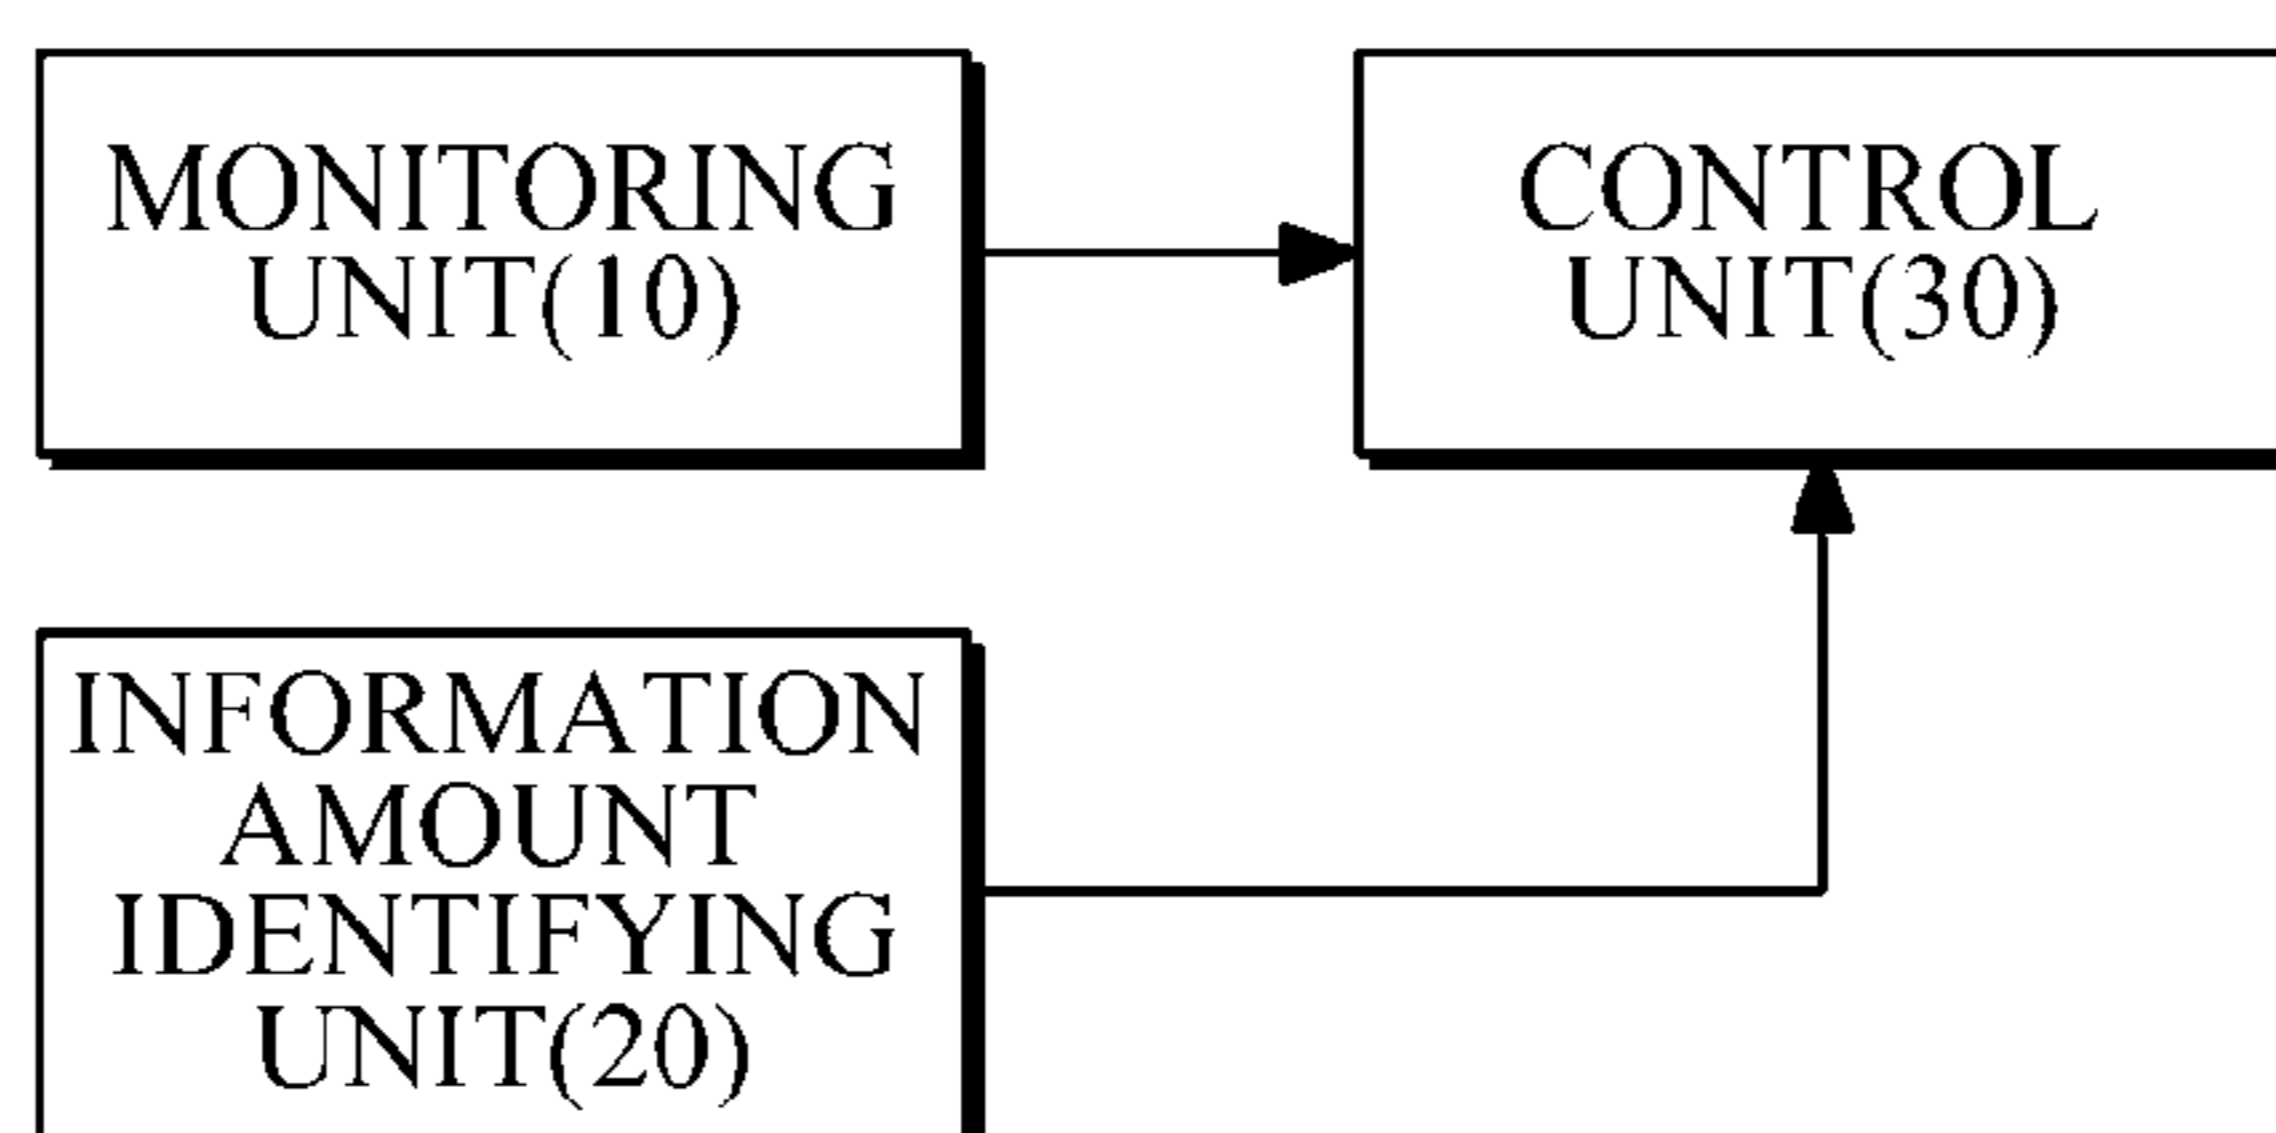 MONITORING
UNIT(10)
CONTROL
UNIT(30)
INFORMATION
AMOUNT
IDENTIFYING
UNIT(20)